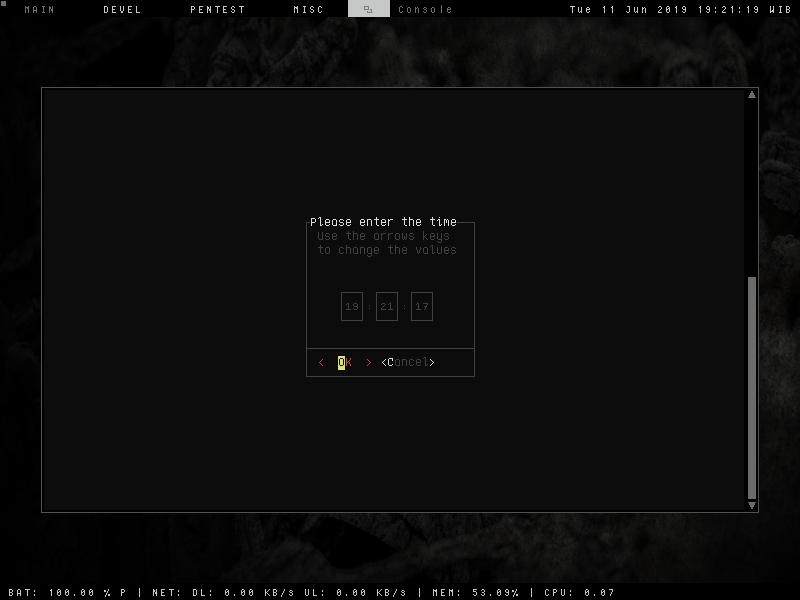 MAIN DEVEL PENTEST MISC Console Tue 11 Jun 2019 19:21:19 WIB
Please enter the time
Use the arrows keys
to change the values
19 : 21 : 17
< OK > <Cancel>
BAT: 100.00 % P | NET: DL: 0.00 KB/s UL: 0.00 KB/s | MEM: 53.09% | CPU: 0.07